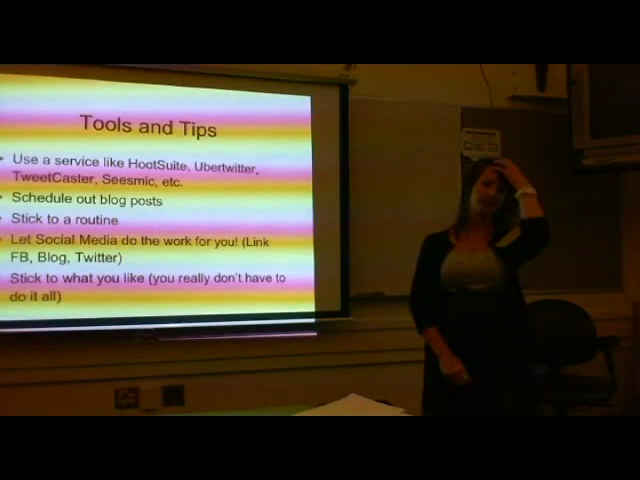 Tools and Tips
• Use a service like HootSuite, Ubertwitter,
TweetCaster, Seesmic, etc.
• Schedule out blog posts
• Stick to a routine
Let Social Media do the work for you! (Link
FB, Blog, Twitter)
Stick to what you like (you really don't have to
do it all)